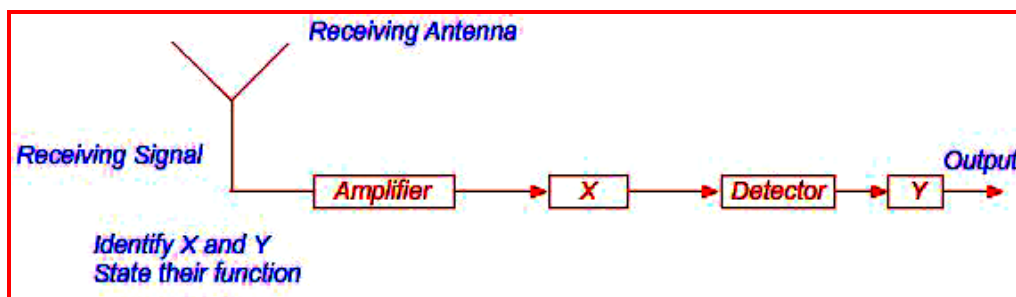 Receiving Antenna
Receiving Signal
Amplifier
X
Detector
Y
Output
Identify X and Y
State their function